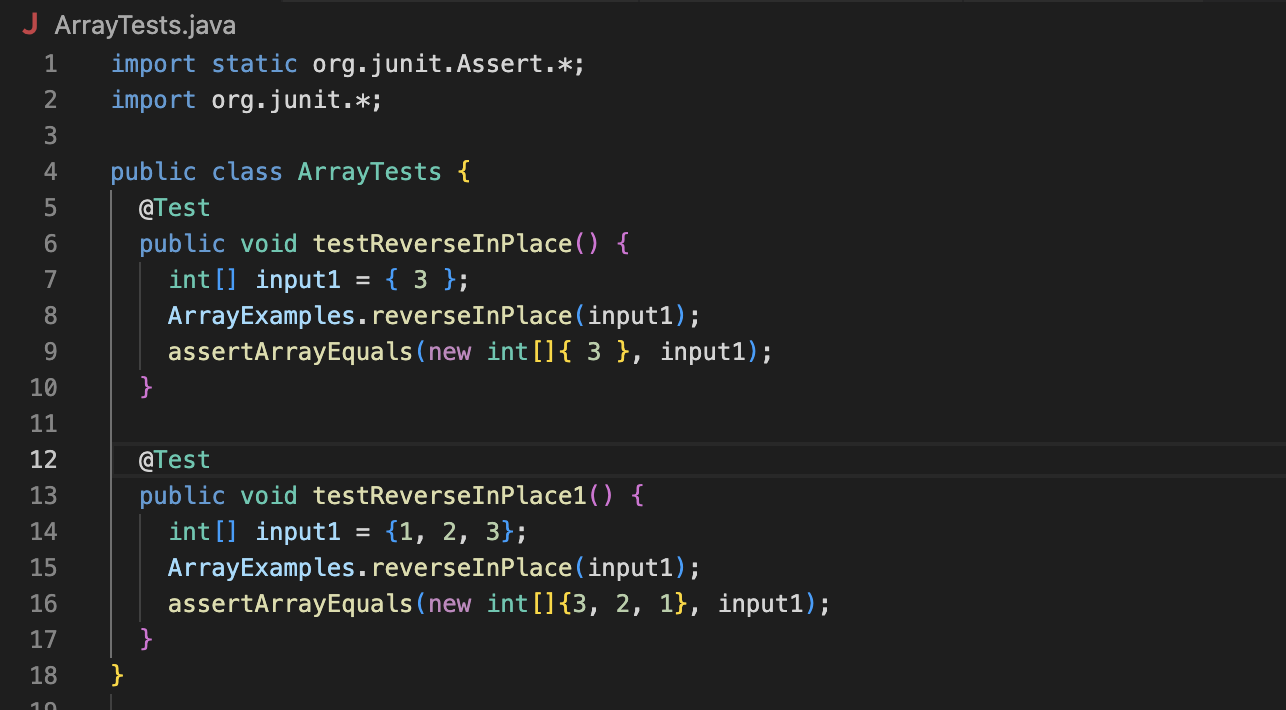 J ArrayTests.java
1 import static org.junit.Assert.*;
2 import org.junit.*;
3
4 public class ArrayTests {
5   @Test
6   public void testReverseInPlace() {
7     int[] input1 = { 3 };
8     ArrayExamples.reverseInPlace(input1);
9     assertArrayEquals(new int[]{ 3 }, input1);
10   }
11
12   @Test
13   public void testReverseInPlace1() {
14     int[] input1 = {1, 2, 3};
15     ArrayExamples.reverseInPlace(input1);
16     assertArrayEquals(new int[]{3, 2, 1}, input1);
17   }
18 }
19